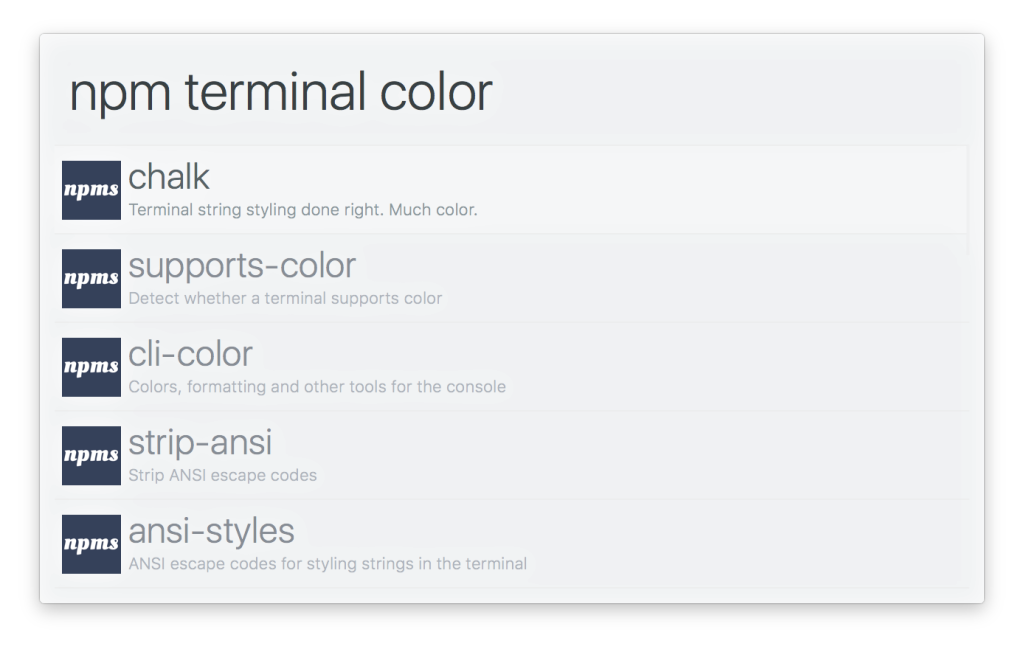 npm terminal color
npms
chalk
Terminal string styling done right. Much color.
npms
supports-color
Detect whether a terminal supports color
npms
cli-color
Colors, formatting and other tools for the console
npms
strip-ansi
Strip ANSI escape codes
npms
ansi-styles
ANSI escape codes for styling strings in the terminal